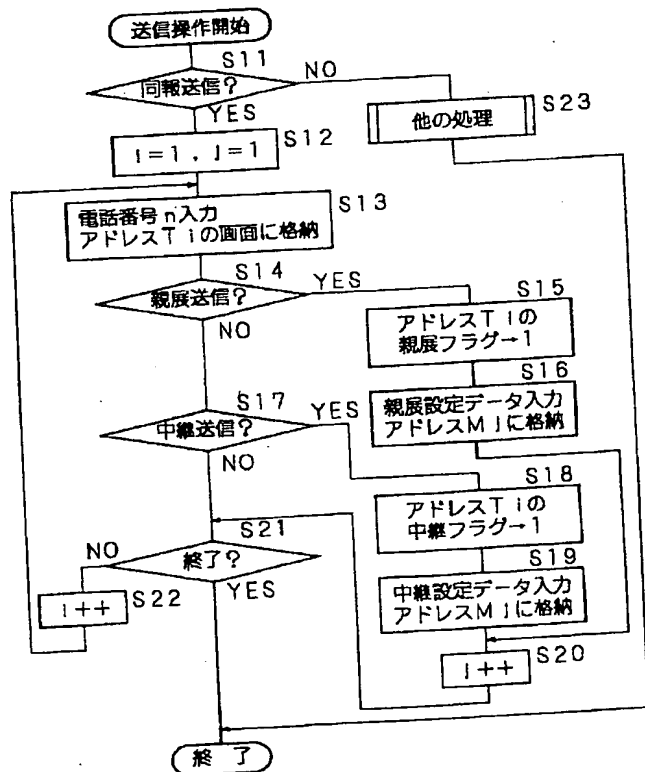 送信操作開始
S11
同報送信?
NO
YES
S23
他の処理
S12
i=1, J=1
S13
電話番号n入力
アドレスTiの画面に格納
S14
親展送信?
YES
NO
S15
アドレスTiの
親展フラグ→1
S16
親展設定データ入力
アドレスMJに格納
S17
中継送信?
YES
NO
S18
アドレスTiの
中継フラグ→1
S19
中継設定データ入力
アドレスMJに格納
S20
J++
S21
終了?
NO
YES
S22
i++
終了